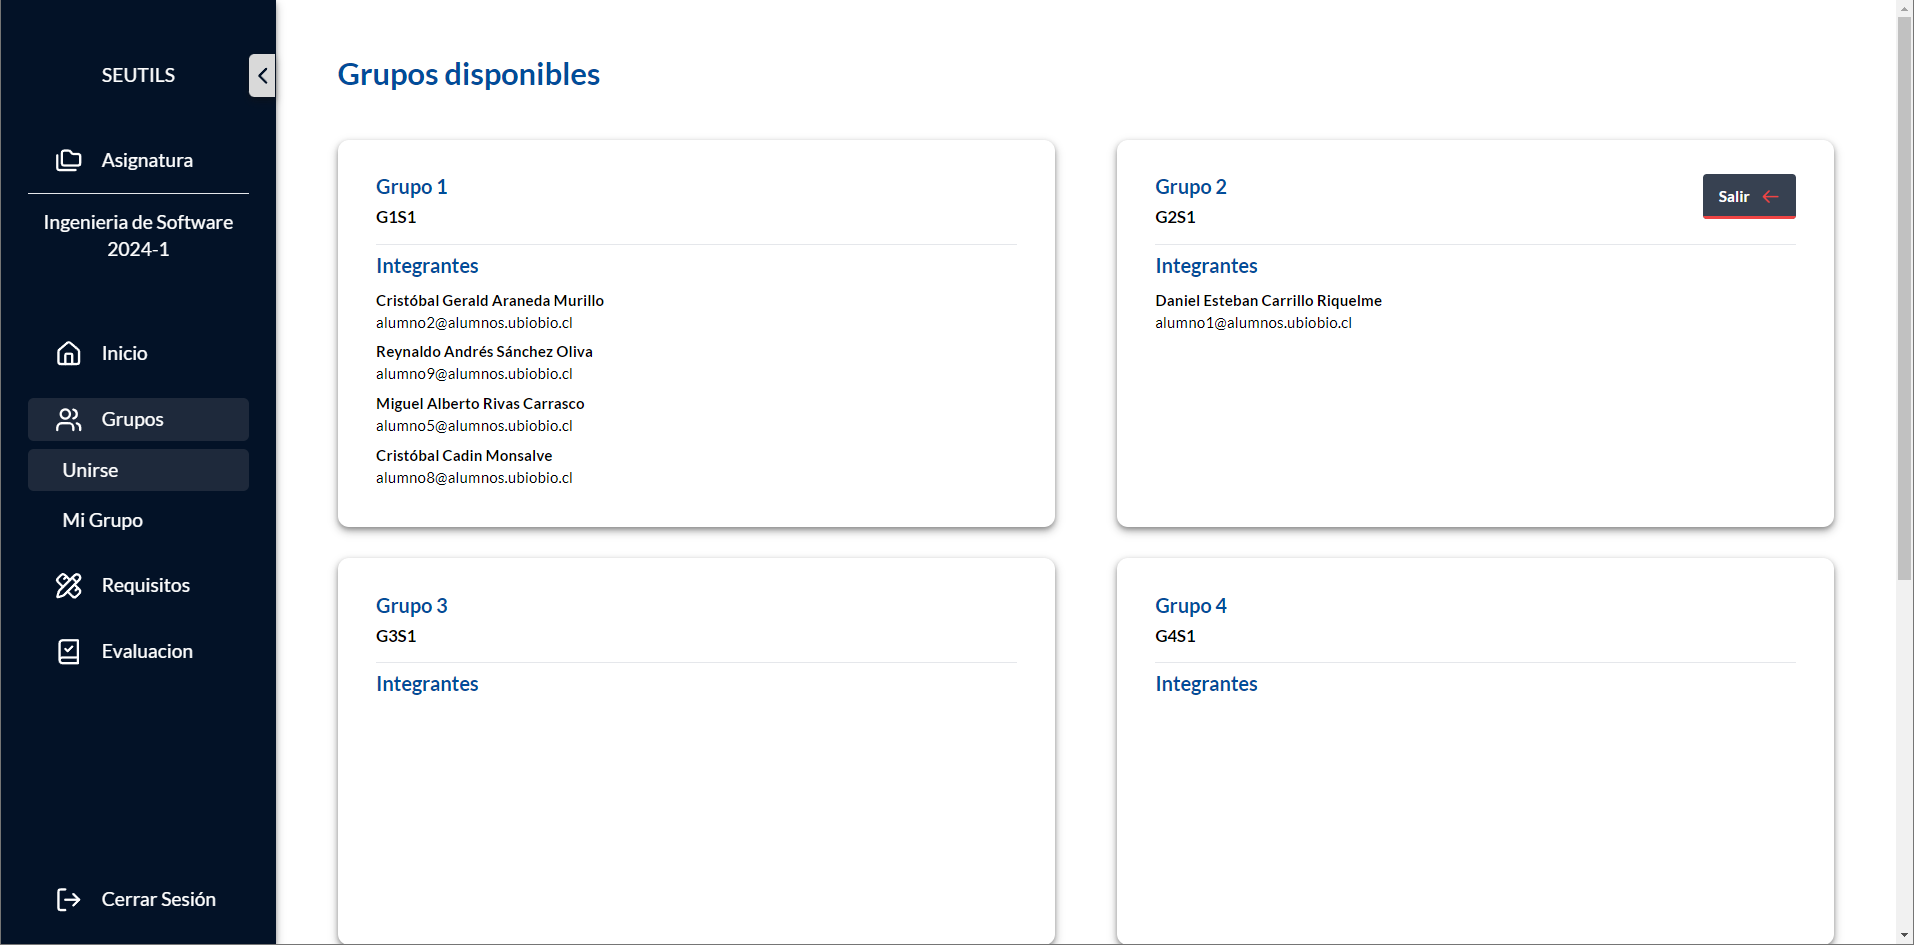 SEUTILS
Asignatura
Ingenieria de Software
2024-1
Inicio
Grupos
Unirse
Mi Grupo
Requisitos
Evaluacion
Cerrar Sesión
Grupos disponibles
Grupo 1
G1S1
Integrantes
Cristóbal Gerald Araneda Murillo
alumno2@alumnos.ubiobio.cl
Reynaldo Andrés Sánchez Oliva
alumno9@alumnos.ubiobio.cl
Miguel Alberto Rivas Carrasco
alumno5@alumnos.ubiobio.cl
Cristóbal Cadin Monsalve
alumno8@alumnos.ubiobio.cl
Grupo 2
G2S1
Salir
Integrantes
Daniel Esteban Carrillo Riquelme
alumno1@alumnos.ubiobio.cl
Grupo 3
G3S1
Integrantes
Grupo 4
G4S1
Integrantes